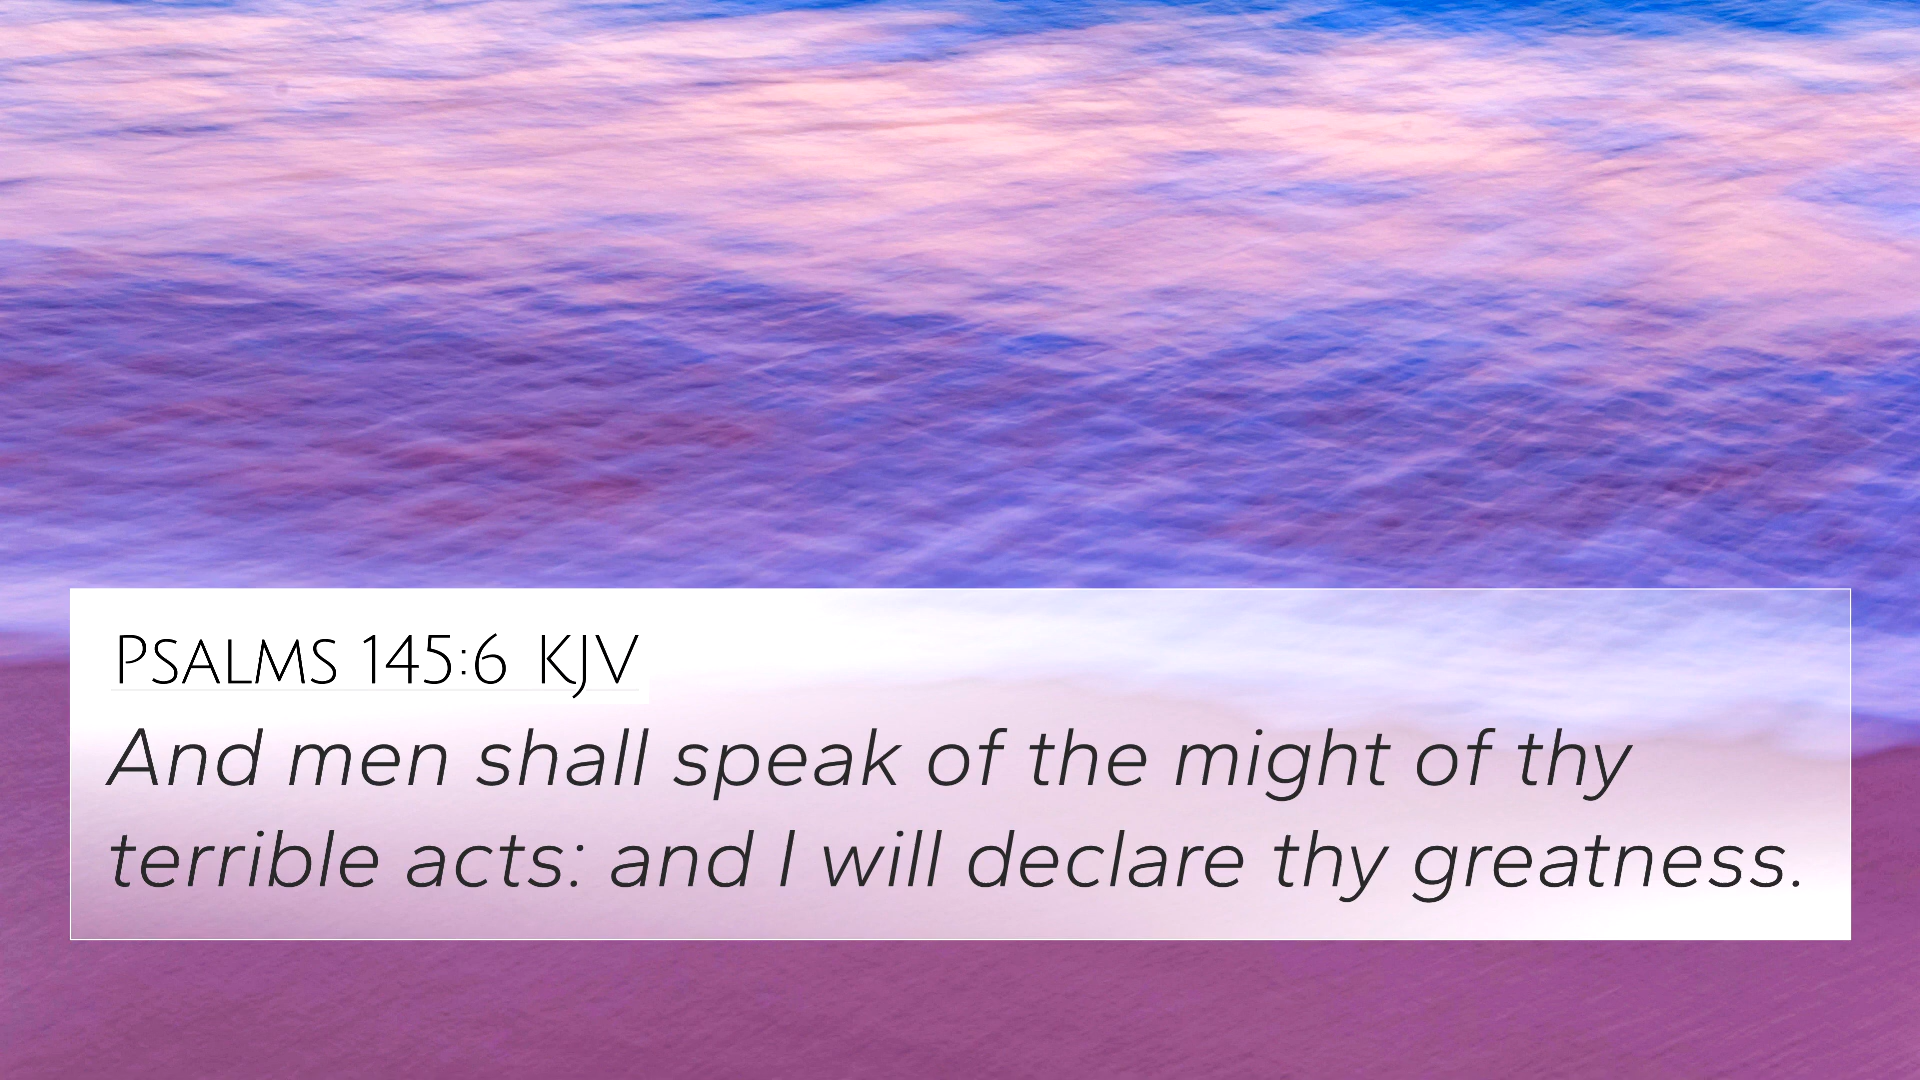 Psalms 145:6 KJV
And men shall speak of the might of thy
terrible acts: and I will declare thy greatness.